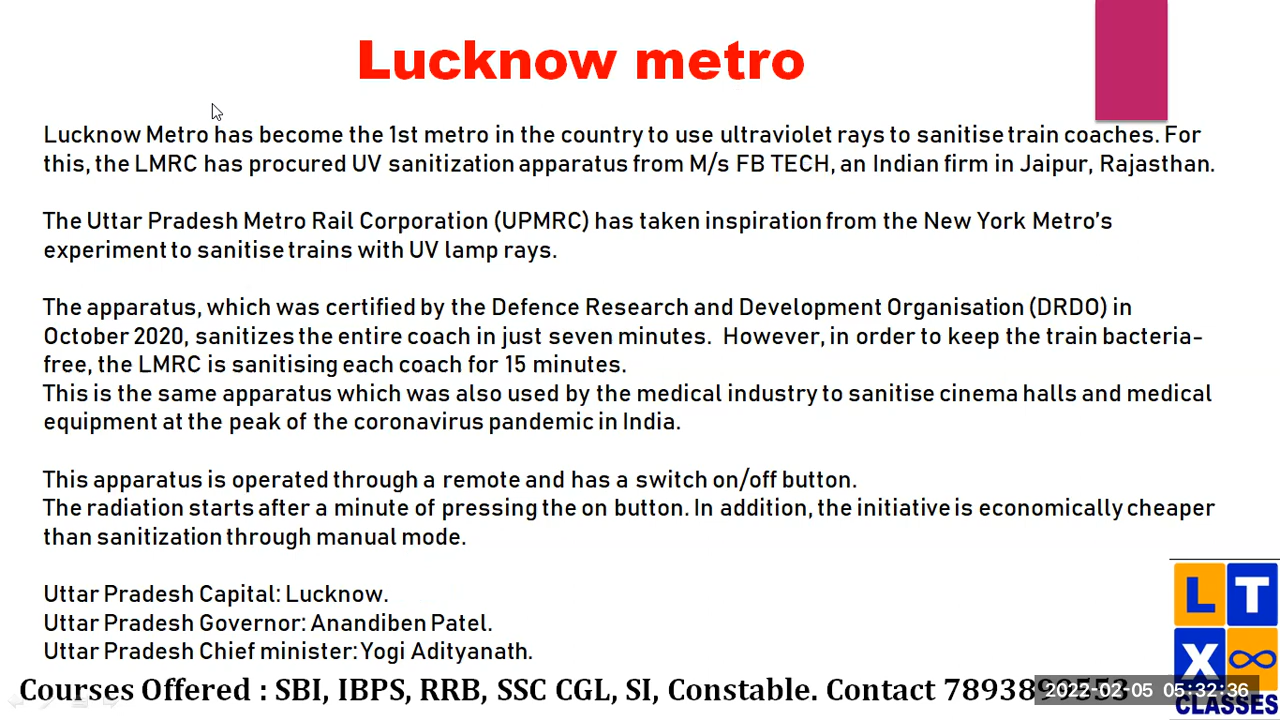 Lucknow metro
Lucknow Metro has become the 1st metro in the country to use ultraviolet rays to sanitise train coaches. For
this, the LMRC has procured UV sanitization apparatus from M/s FB TECH, an Indian firm in Jaipur, Rajasthan.
The Uttar Pradesh Metro Rail Corporation (UPMRC) has taken inspiration from the New York Metro's
experiment to sanitise trains with UV lamp rays.
The apparatus, which was certified by the Defence Research and Development Organisation (DRDO) in
October 2020, sanitizes the entire coach in just seven minutes. However, in order to keep the train bacteria-
free, the LMRC is sanitising each coach for 15 minutes.
This is the same apparatus which was also used by the medical industry to sanitise cinema halls and medical
equipment at the peak of the coronavirus pandemic in India.
This apparatus is operated through a remote and has a switch on/off button.
The radiation starts after a minute of pressing the on button. In addition, the initiative is economically cheaper
than sanitization through manual mode.
Uttar Pradesh Capital: Lucknow.
Uttar Pradesh Governor: Anandiben Patel.
Uttar Pradesh Chief minister: Yogi Adityanath.
L T
X ∞
CLASSES
Courses Offered : SBI, IBPS, RRB, SSC CGL, SI, Constable. Contact
2022-02-05 05:32:36